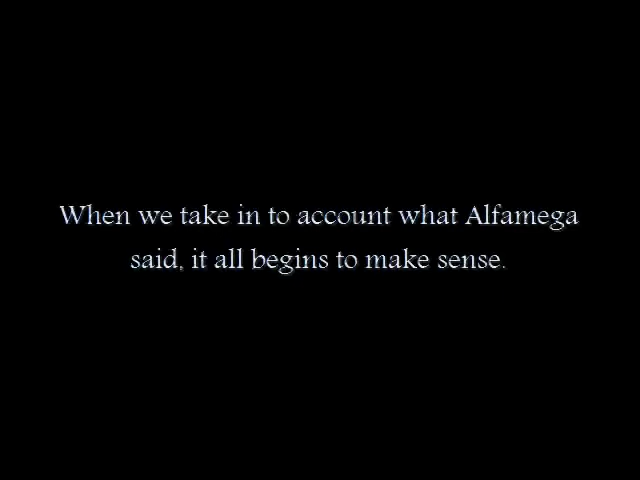 When we take in to account what Alfamega
said, it all begins to make sense.